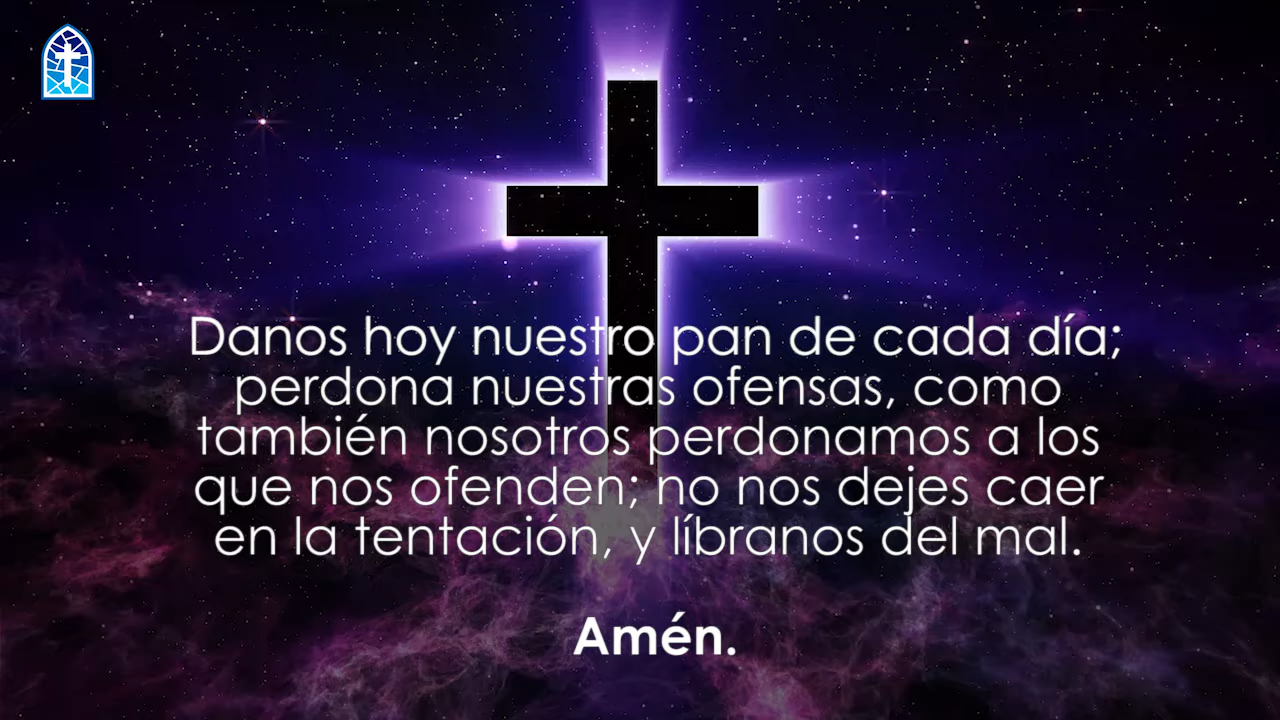 Danos hoy nuestro pan de cada día;
perdona nuestras ofensas, como
también nosotros perdonamos a los
que nos ofenden; no nos dejes caer
en la tentación, y líbranos del mal.
Amén.